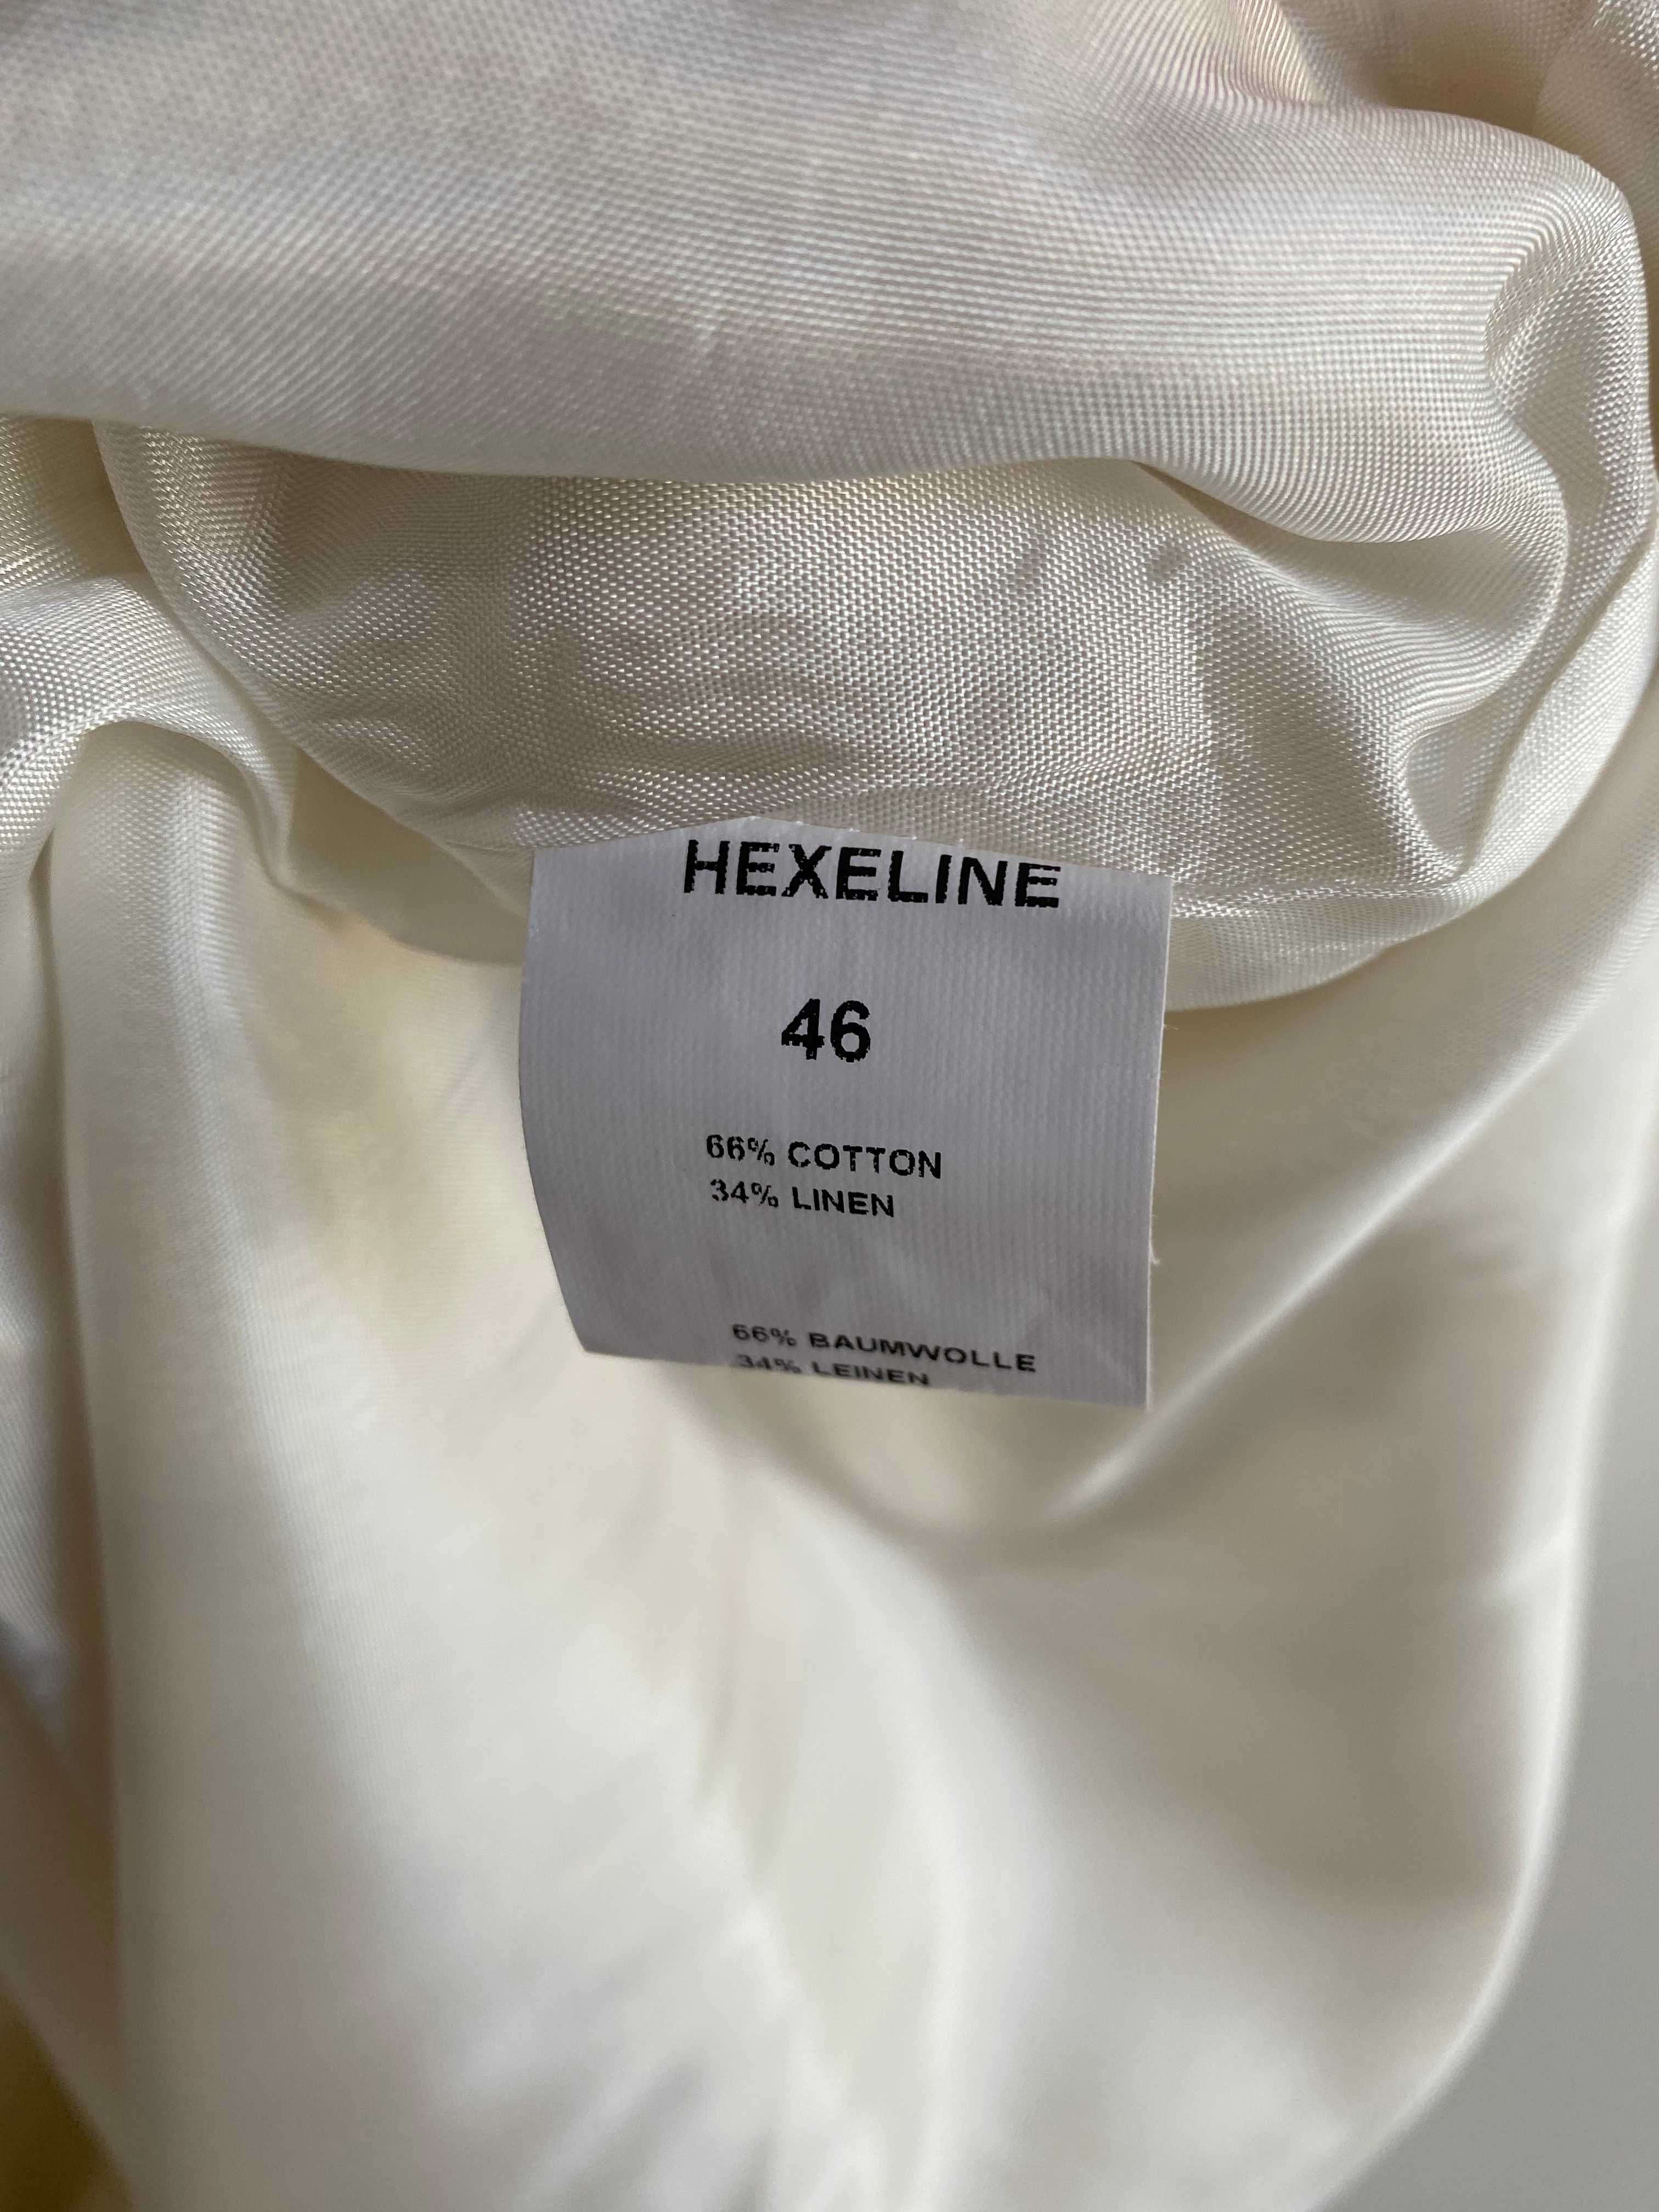 HEXELINE
46
66% COTTON
34% LINEN
66% BAUMWOLLE
34% LEINEN